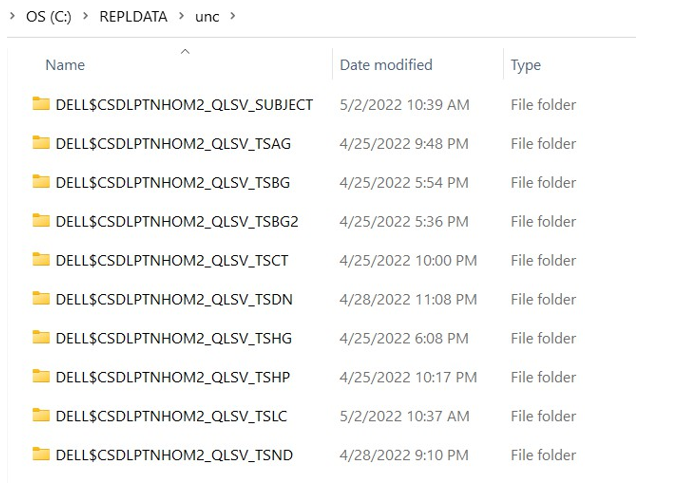 OS (C:) > REPLDATA > unc >
Name Date modified Type
DELL$CSDLPTNHOM2_QLSV_SUBJECT 5/2/2022 10:39 AM File folder
DELL$CSDLPTNHOM2_QLSV_TSAG 4/25/2022 9:48 PM File folder
DELL$CSDLPTNHOM2_QLSV_TSBG 4/25/2022 5:54 PM File folder
DELL$CSDLPTNHOM2_QLSV_TSBG2 4/25/2022 5:36 PM File folder
DELL$CSDLPTNHOM2_QLSV_TSCT 4/25/2022 10:00 PM File folder
DELL$CSDLPTNHOM2_QLSV_TSDN 4/28/2022 11:08 PM File folder
DELL$CSDLPTNHOM2_QLSV_TSHG 4/25/2022 6:08 PM File folder
DELL$CSDLPTNHOM2_QLSV_TSHP 4/25/2022 10:17 PM File folder
DELL$CSDLPTNHOM2_QLSV_TSLC 5/2/2022 10:37 AM File folder
DELL$CSDLPTNHOM2_QLSV_TSND 4/28/2022 9:10 PM File folder